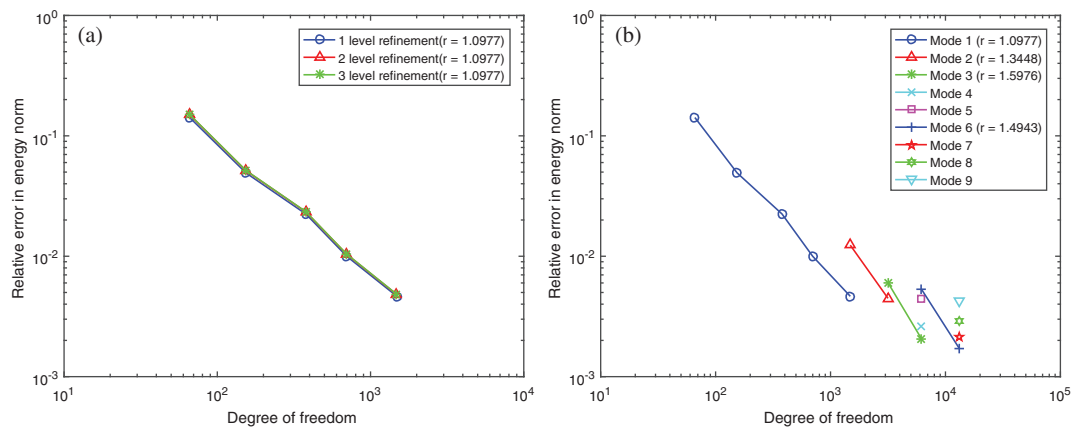 (a)
1 level refinement(r = 1.0977)
2 level refinement(r = 1.0977)
3 level refinement(r = 1.0977)
10^0
10^-1
10^-2
10^-3
Relative error in energy norm
10^1
10^2
10^3
10^4
Degree of freedom
(b)
Mode 1 (r = 1.0977)
Mode 2 (r = 1.3448)
Mode 3 (r = 1.5976)
Mode 4
Mode 5
Mode 6 (r = 1.4943)
Mode 7
Mode 8
Mode 9
10^0
10^-1
10^-2
10^-3
Relative error in energy norm
10^1
10^2
10^3
10^4
10^5
Degree of freedom